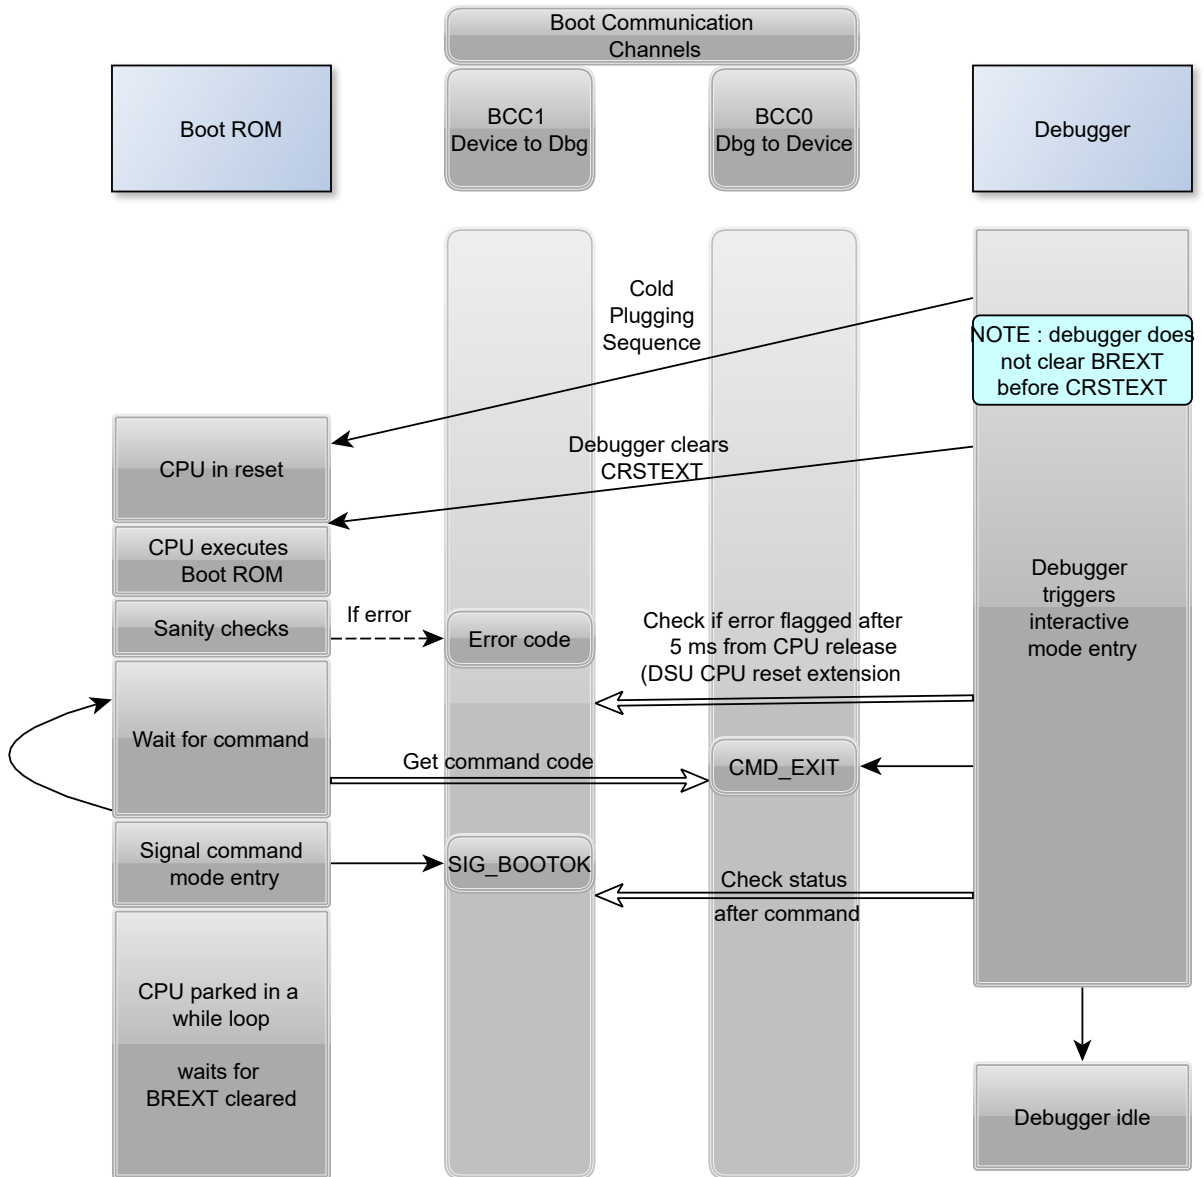 Boot Communication
Channels
Boot ROM
BCC1
Device to Dbg
BCC0
Dbg to Device
Debugger
Cold
Plugging
Sequence
NOTE : debugger does
not clear BREXT
before CRSTEXT
Debugger clears
CRSTEXT
CPU in reset
CPU executes
Boot ROM
Sanity checks
If error
Error code
Check if error flagged after
5 ms from CPU release
(DSU CPU reset extension
Debugger
triggers
interactive
mode entry
Wait for command
Get command code
CMD_EXIT
Signal command
mode entry
SIG_BOOTOK
Check status
after command
CPU parked in a
while loop
waits for
BREXT cleared
Debugger idle